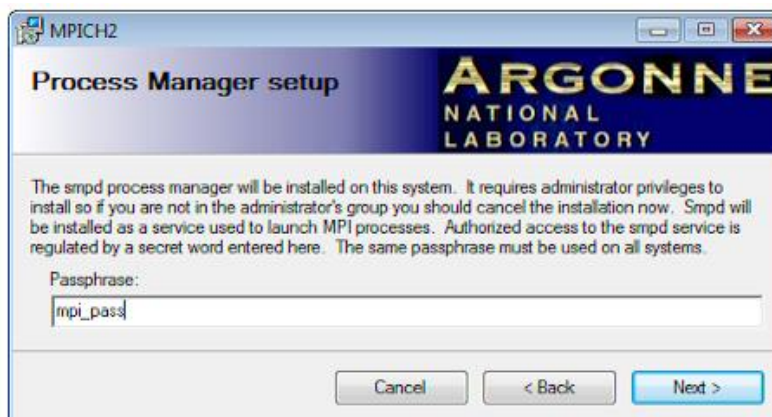 MPICH2
Process Manager setup
ARGONNE
NATIONAL
LABORATORY
The smpd process manager will be installed on this system. It requires administrator privileges to
install so if you are not in the administrator's group you should cancel the installation now. Smpd will
be installed as a service used to launch MPI processes. Authorized access to the smpd service is
regulated by a secret word entered here. The same passphrase must be used on all systems.
Passphrase:
mpi_pass
Cancel
< Back
Next >